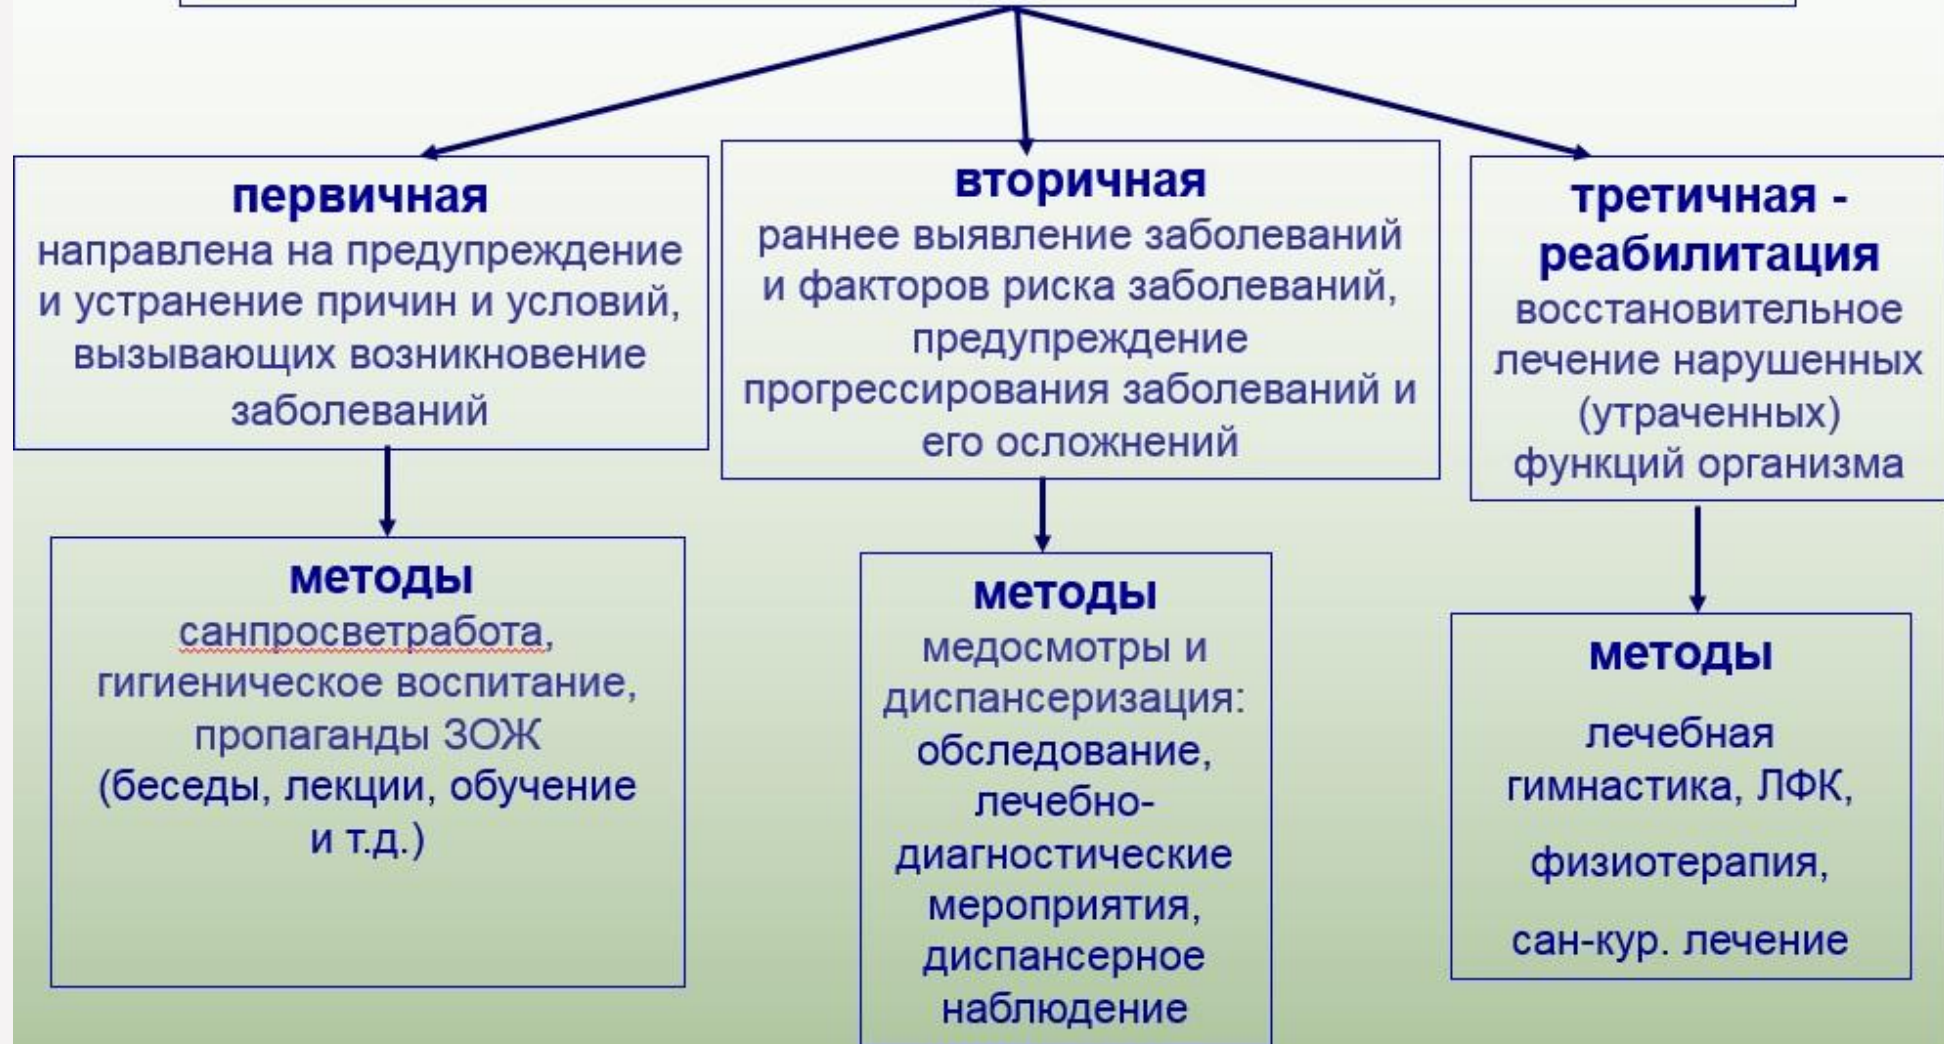 первичная
направлена на предупреждение
и устранение причин и условий,
вызывающих возникновение
заболеваний
вторичная
раннее выявление заболеваний
и факторов риска заболеваний,
предупреждение
прогрессирования заболеваний и
его осложнений
третичная -
реабилитация
восстановительное
лечение нарушенных
(утраченных)
функций организма
методы
санпросветработа,
гигиеническое воспитание,
пропаганды ЗОЖ
(беседы, лекции, обучение
и т.д.)
методы
медосмотры и
диспансеризация:
обследование,
лечебно-
диагностические
мероприятия,
диспансерное
наблюдение
методы
лечебная
гимнастика, ЛФК,
физиотерапия,
сан-кур. лечение